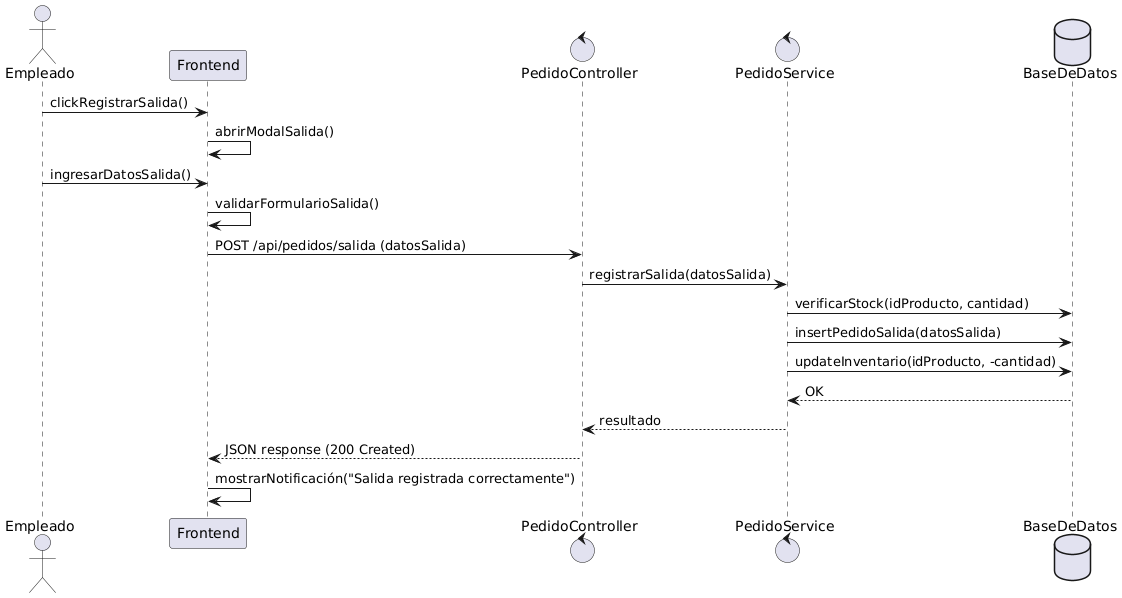 Empleado
Frontend
PedidoController
PedidoService
BaseDeDatos
clickRegistrarSalida()
abrirModalSalida()
ingresarDatosSalida()
validarFormularioSalida()
POST /api/pedidos/salida (datosSalida)
registrarSalida(datosSalida)
verificarStock(idProducto, cantidad)
insertPedidoSalida(datosSalida)
updateInventario(idProducto, -cantidad)
OK
resultado
JSON response (200 Created)
mostrarNotificación("Salida registrada correctamente")
Empleado
Frontend
PedidoController
PedidoService
BaseDeDatos